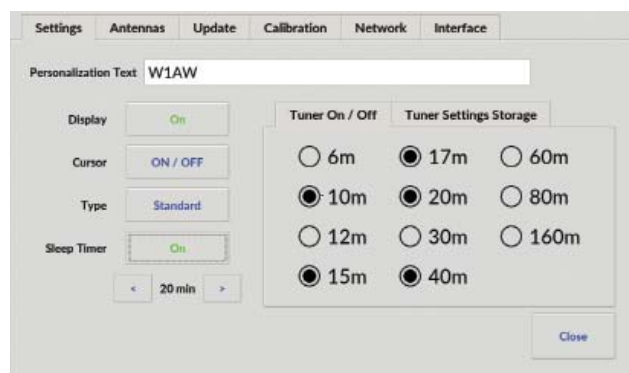 Settings Antennas Update Calibration Network Interface
Personalization Text W1AW
Display On
Cursor ON / OFF
Type Standard
Sleep Timer On
< 20 min >
Tuner On / Off Tuner Settings Storage
6m 17m 60m
10m 20m 80m
12m 30m 160m
15m 40m
Close